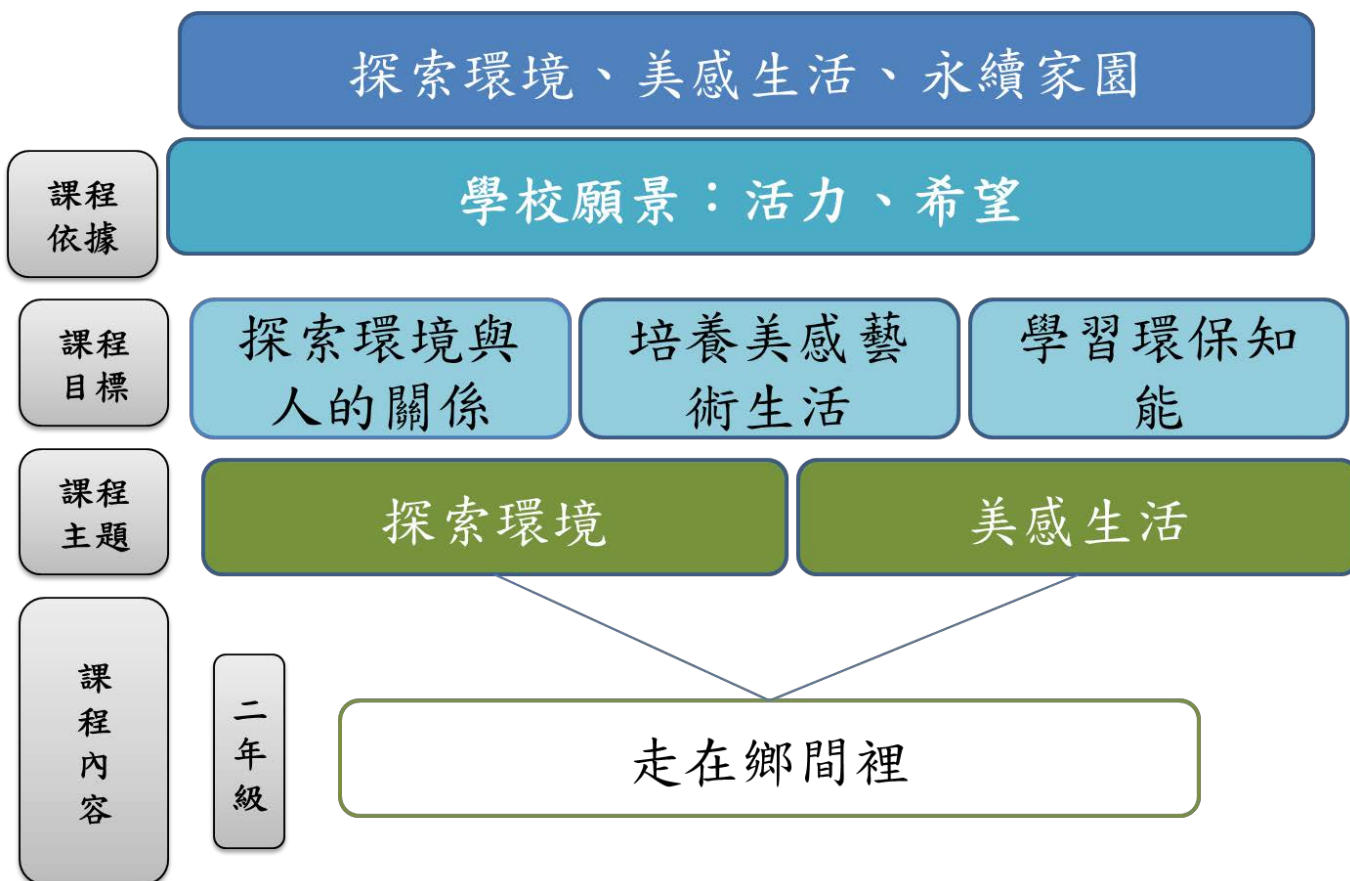 探索環境、美感生活、永續家園
課程
依據
學校願景：活力、希望
課程
目標
探索環境與
人的關係
培養美感藝
術生活
學習環保知
能
課程
主題
探索環境
美感生活
課
程
內
容
二
年
級
走在鄉間裡